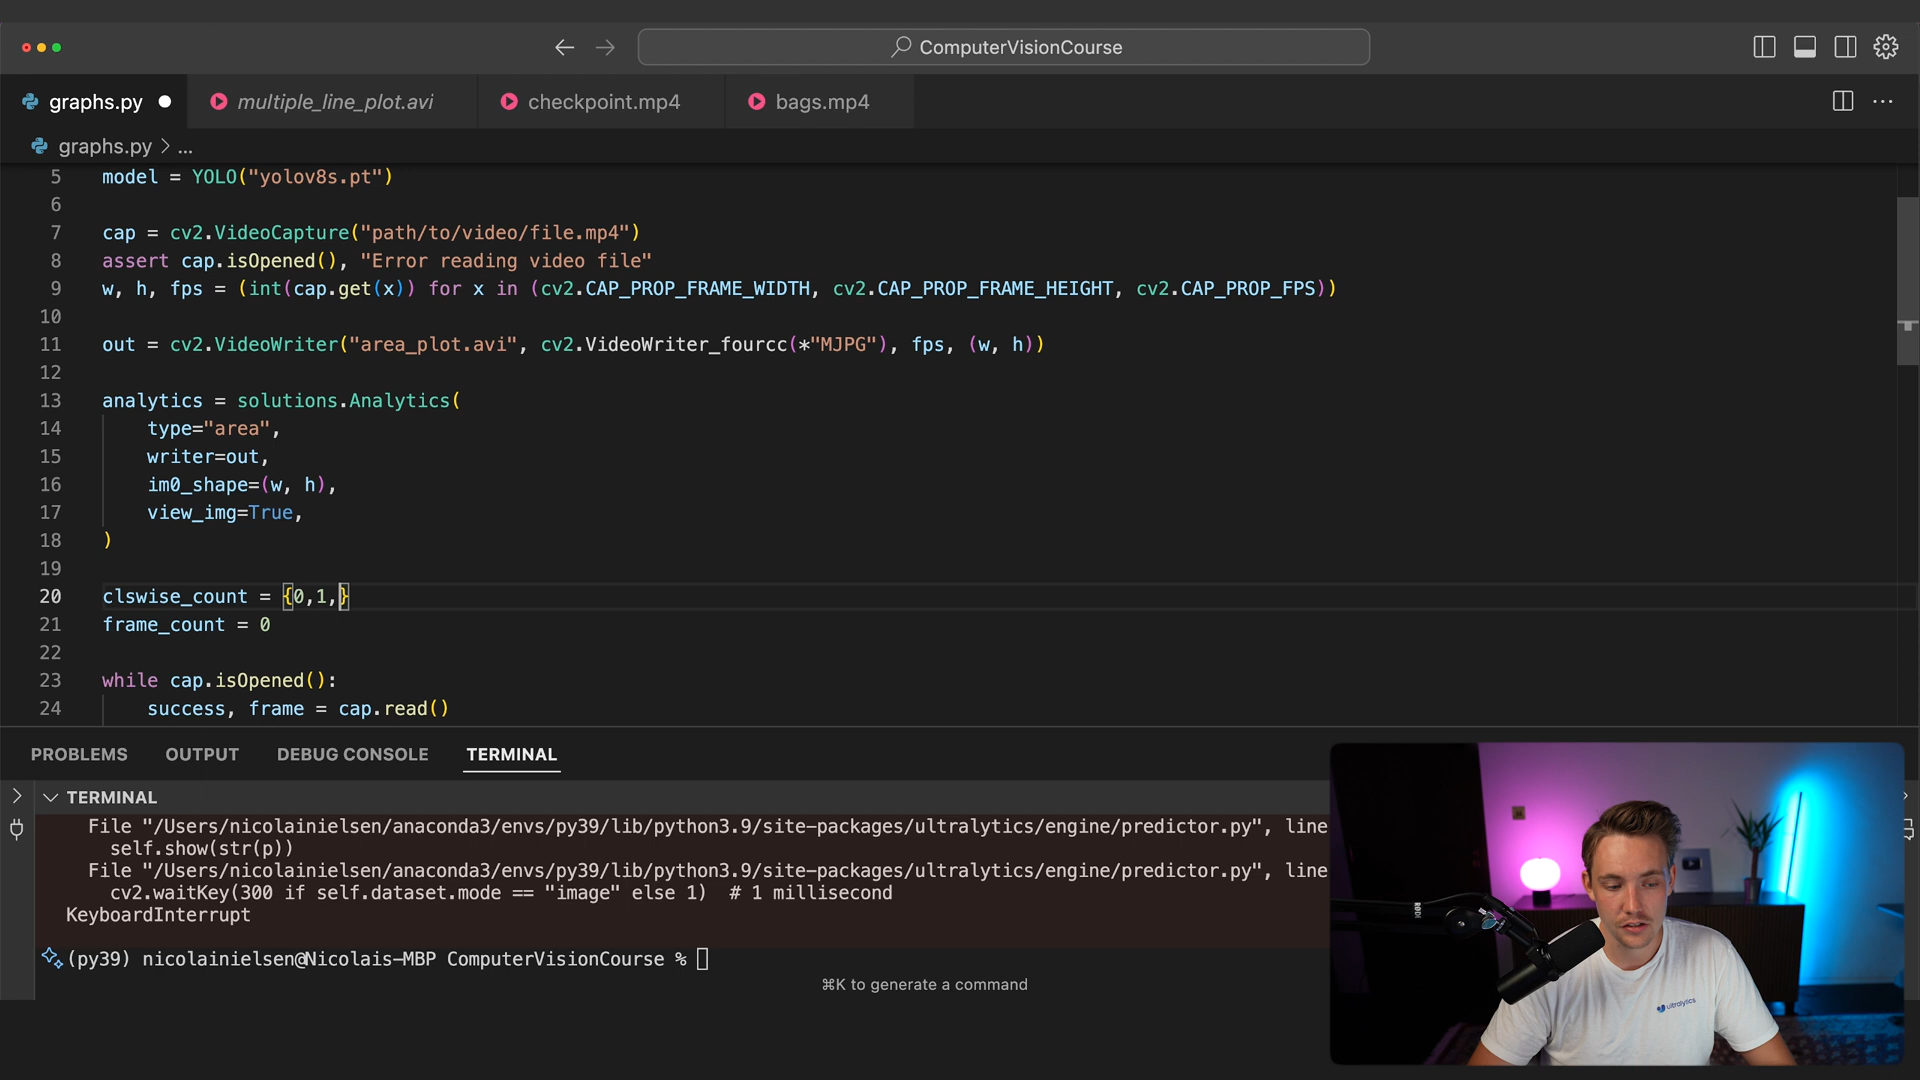 ComputerVisionCourse
graphs.py
multiple_line_plot.avi
checkpoint.mp4
bags.mp4
...
graphs.py > ...
5 model = YOLO("yolov8s.pt")
6
7 cap = cv2.VideoCapture("path/to/video/file.mp4")
8 assert cap.isOpened(), "Error reading video file"
9 w, h, fps = (int(cap.get(x)) for x in (cv2.CAP_PROP_FRAME_WIDTH, cv2.CAP_PROP_FRAME_HEIGHT, cv2.CAP_PROP_FPS))
10
11 out = cv2.VideoWriter("area_plot.avi", cv2.VideoWriter_fourcc(*"MJPG"), fps, (w, h))
12
13 analytics = solutions.Analytics(
14 type="area",
15 writer=out,
16 im0_shape=(w, h),
17 view_img=True,
18 )
19
20 clswise_count = {0,1,}
21 frame_count = 0
22
23 while cap.isOpened():
24 success, frame = cap.read()
PROBLEMS OUTPUT DEBUG CONSOLE TERMINAL
TERMINAL
File "/Users/nicolainielsen/anaconda3/envs/py39/lib/python3.9/site-packages/ultralytics/engine/predictor.py", line
self.show(str(p))
File "/Users/nicolainielsen/anaconda3/envs/py39/lib/python3.9/site-packages/ultralytics/engine/predictor.py", line
cv2.waitKey(300 if self.dataset.mode == "image" else 1) # 1 millisecond
KeyboardInterrupt
(py39) nicolainielsen@Nicolais-MBP ComputerVisionCourse %
⌘K to generate a command
RØDE
ultralytics